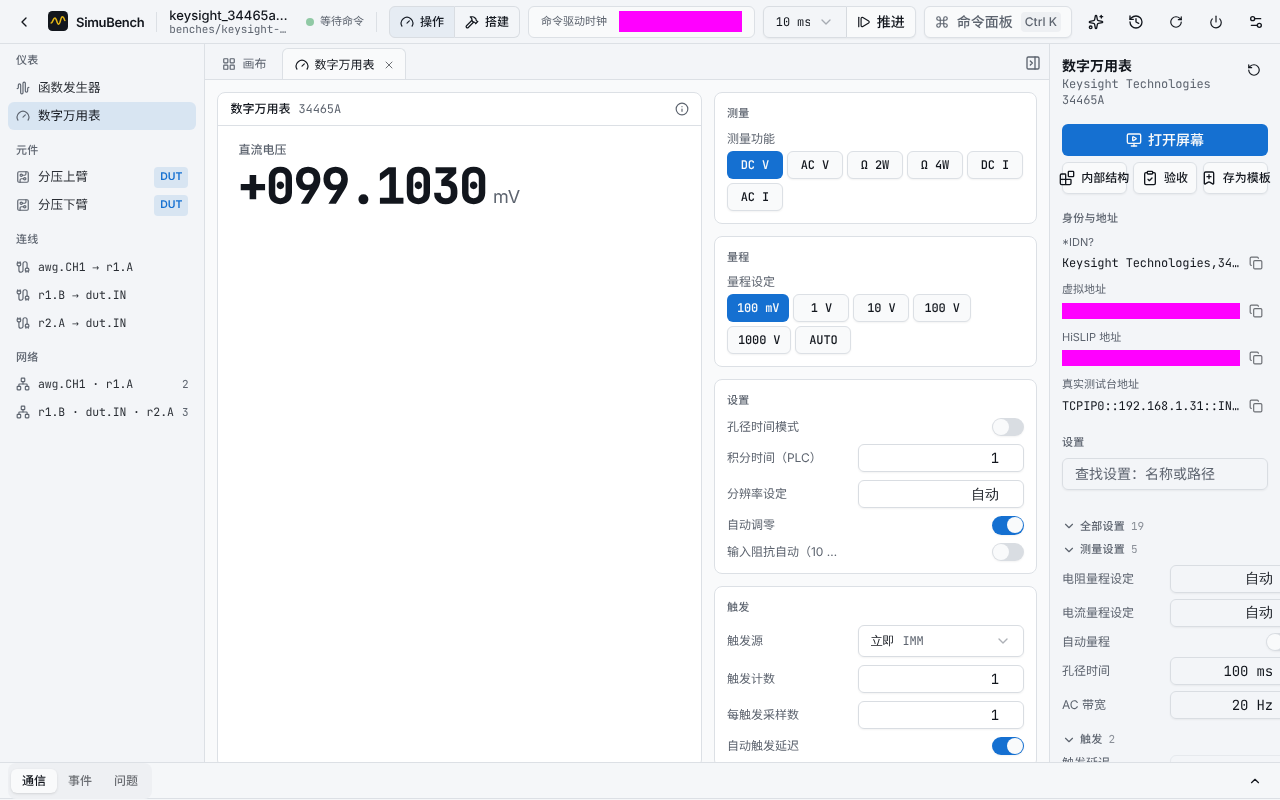 SimuBench
keysight_34465a...
benches/keysight-...
等待命令
操作
搭建
命令驱动时钟
10 ms
推进
命令面板 Ctrl K
仪表
函数发生器
数字万用表
元件
分压上臂 DUT
分压下臂 DUT
连线
awg.CH1 → r1.A
r1.B → dut.IN
r2.A → dut.IN
网络
awg.CH1 · r1.A 2
r1.B · dut.IN · r2.A 3
画布
数字万用表
数字万用表 34465A
直流电压
+099.1030 mV
测量
测量功能
DC V AC V Ω 2W Ω 4W DC I
AC I
量程
量程设定
100 mV 1 V 10 V 100 V
1000 V AUTO
设置
孔径时间模式
积分时间（PLC） 1
分辨率设定 自动
自动调零
输入阻抗自动（10 ...
触发
触发源 立即 IMM
触发计数 1
每触发采样数 1
自动触发延迟
数字万用表
Keysight Technologies
34465A
打开屏幕
内部结构 验收 存为模板
身份与地址
*IDN?
Keysight Technologies,34...
虚拟地址
HiSLIP 地址
真实测试台地址
TCPIP0::192.168.1.31::IN...
设置
查找设置：名称或路径
全部设置 19
测量设置 5
电阻量程设定 自动
电流量程设定 自动
自动量程
孔径时间 100 ms
AC 带宽 20 Hz
触发 2
触发延迟
通信 事件 问题